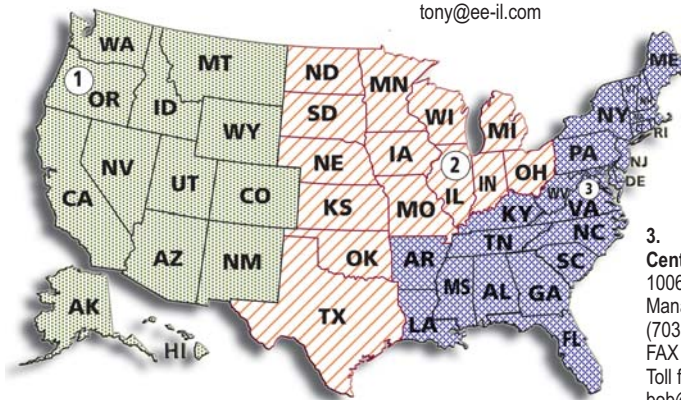 tony@ee-il.com
WA
MT
ND
MN
ME
1
OR
ID
SD
WI
MI
NY
RI
WY
IA
2
PA
NJ
NV
UT
CO
NE
IL
IN
OH
WV
3
DE
CA
KS
MO
KY
VA
AZ
NM
OK
AR
TN
NC
SC
AK
HI
TX
LA
MS
AL
GA
FL
3.
Cent
1006
Mana
(703
FAX
Toll f
bob@